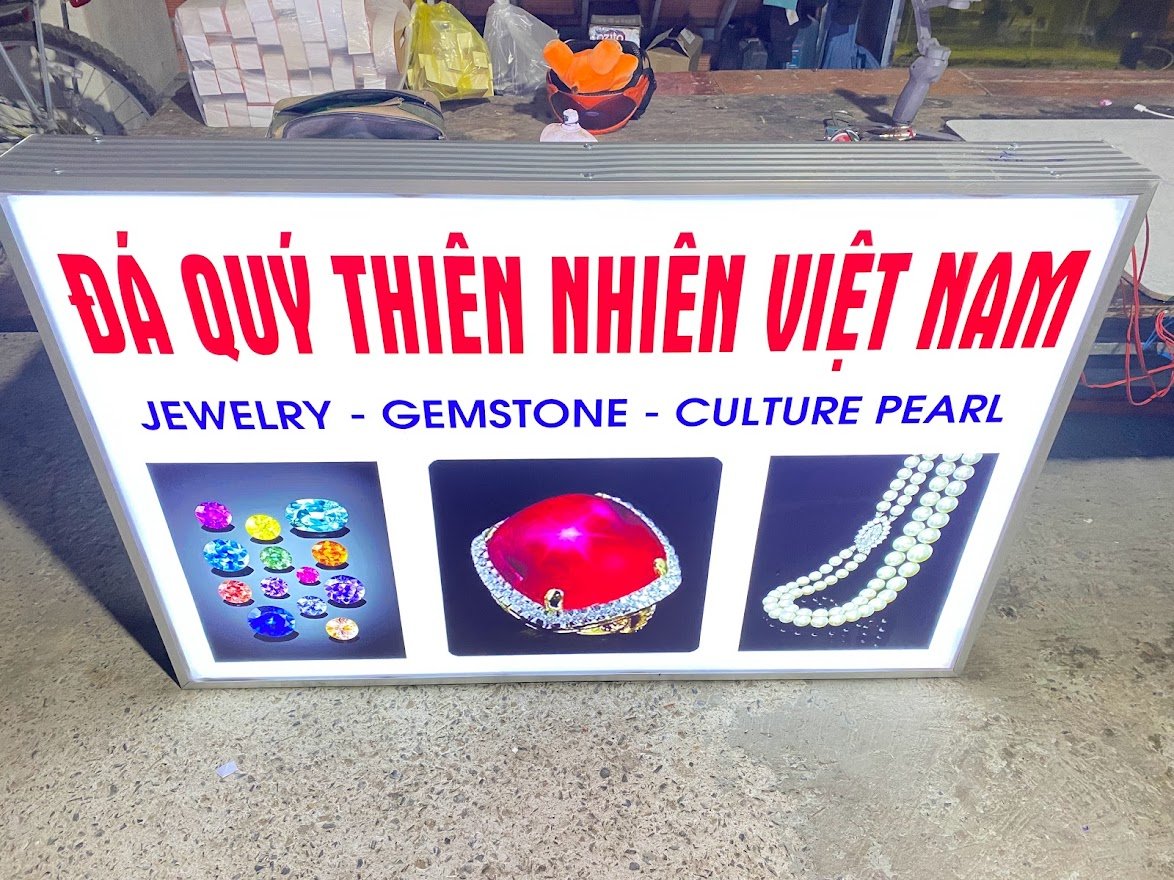 ĐÁ QUÝ THIÊN NHIÊN VIỆT NAM
JEWELRY - GEMSTONE - CULTURE PEARL